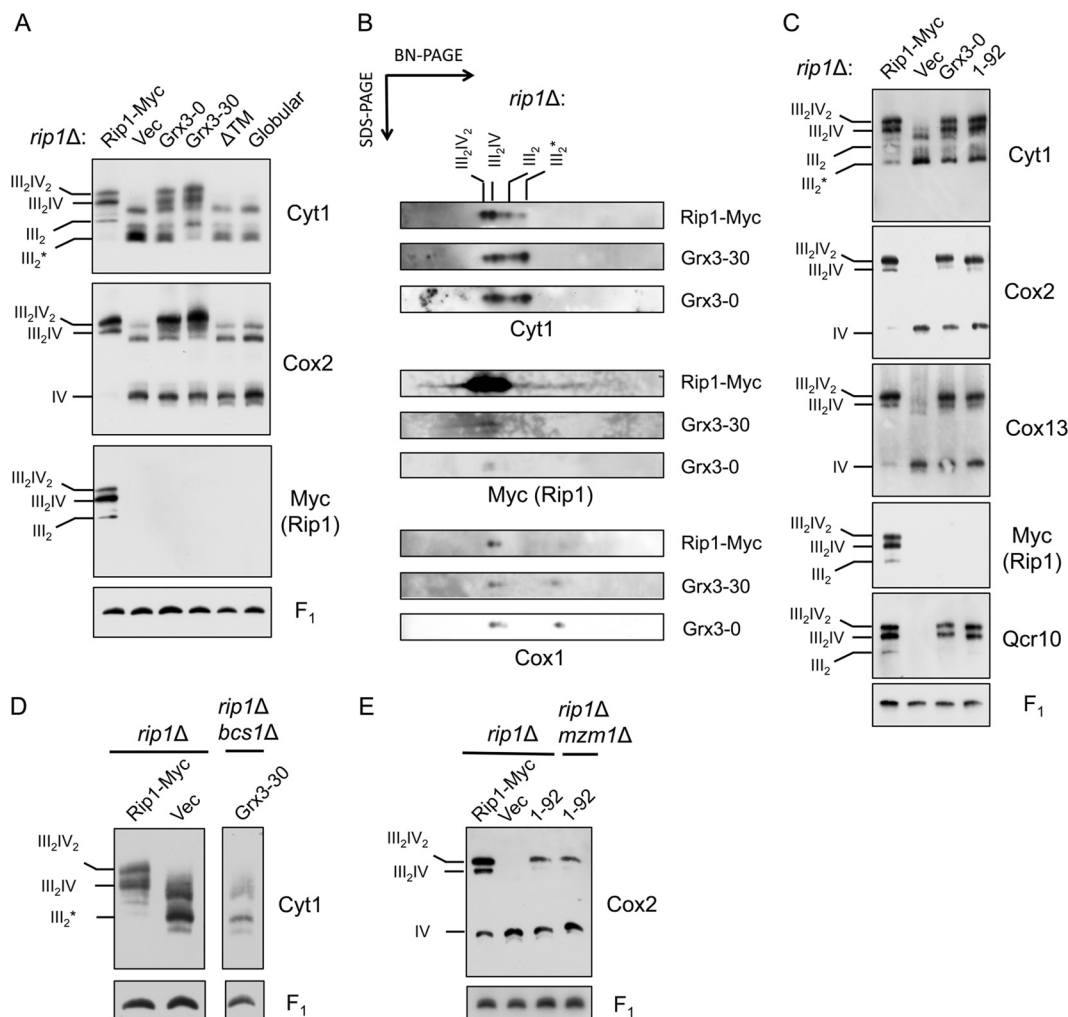 A
rip1Δ:
Rip1-Myc
Vec
Grx3-0
Grx3-30
ΔTM
Globular
III₂IV₂
III₂IV
III₂
III₂*
Cyt1
III₂IV₂
III₂IV
IV
Cox2
III₂IV₂
III₂IV
III₂
Myc
(Rip1)
F₁
B
BN-PAGE
SDS-PAGE
rip1Δ:
III₂IV₂
III₂IV
III₂
III₂*
Rip1-Myc
Grx3-30
Grx3-0
Cyt1
Rip1-Myc
Grx3-30
Grx3-0
Myc (Rip1)
Rip1-Myc
Grx3-30
Grx3-0
Cox1
C
rip1Δ:
Rip1-Myc
Vec
Grx3-0
1-92
III₂IV₂
III₂IV
III₂
III₂*
Cyt1
III₂IV₂
III₂IV
IV
Cox2
III₂IV₂
III₂IV
IV
Cox13
III₂IV₂
III₂IV
III₂
Myc
(Rip1)
III₂IV₂
III₂IV
III₂
Qcr10
F₁
D
rip1Δ
rip1Δ
bcs1Δ
Rip1-Myc
Vec
Grx3-30
III₂IV₂
III₂IV
III₂*
Cyt1
F₁
E
rip1Δ
rip1Δ
mzm1Δ
Rip1-Myc
Vec
1-92
1-92
III₂IV₂
III₂IV
IV
Cox2
F₁